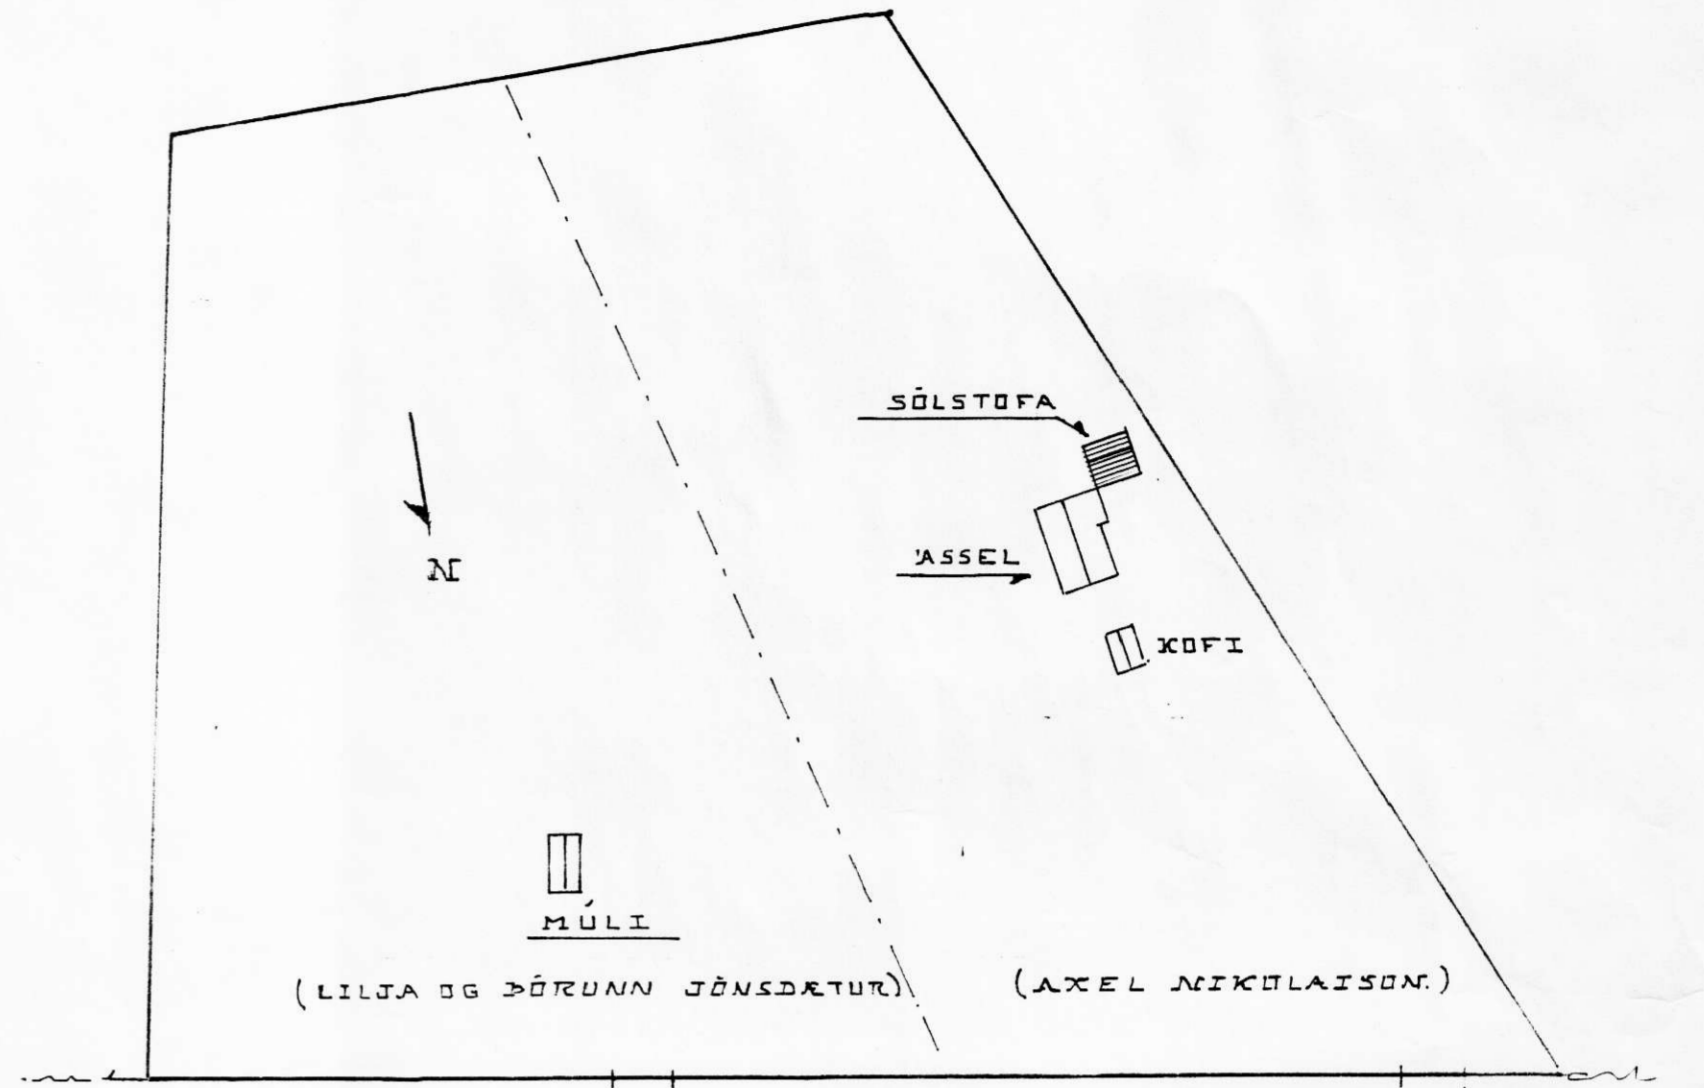 SÓLSTOFA
N
ÁSSEL
KOFI
MÚLI
(LILJA OG ÞÓRUNN JÓNSDÆTUR)
(AXEL NIKOLAISON.)